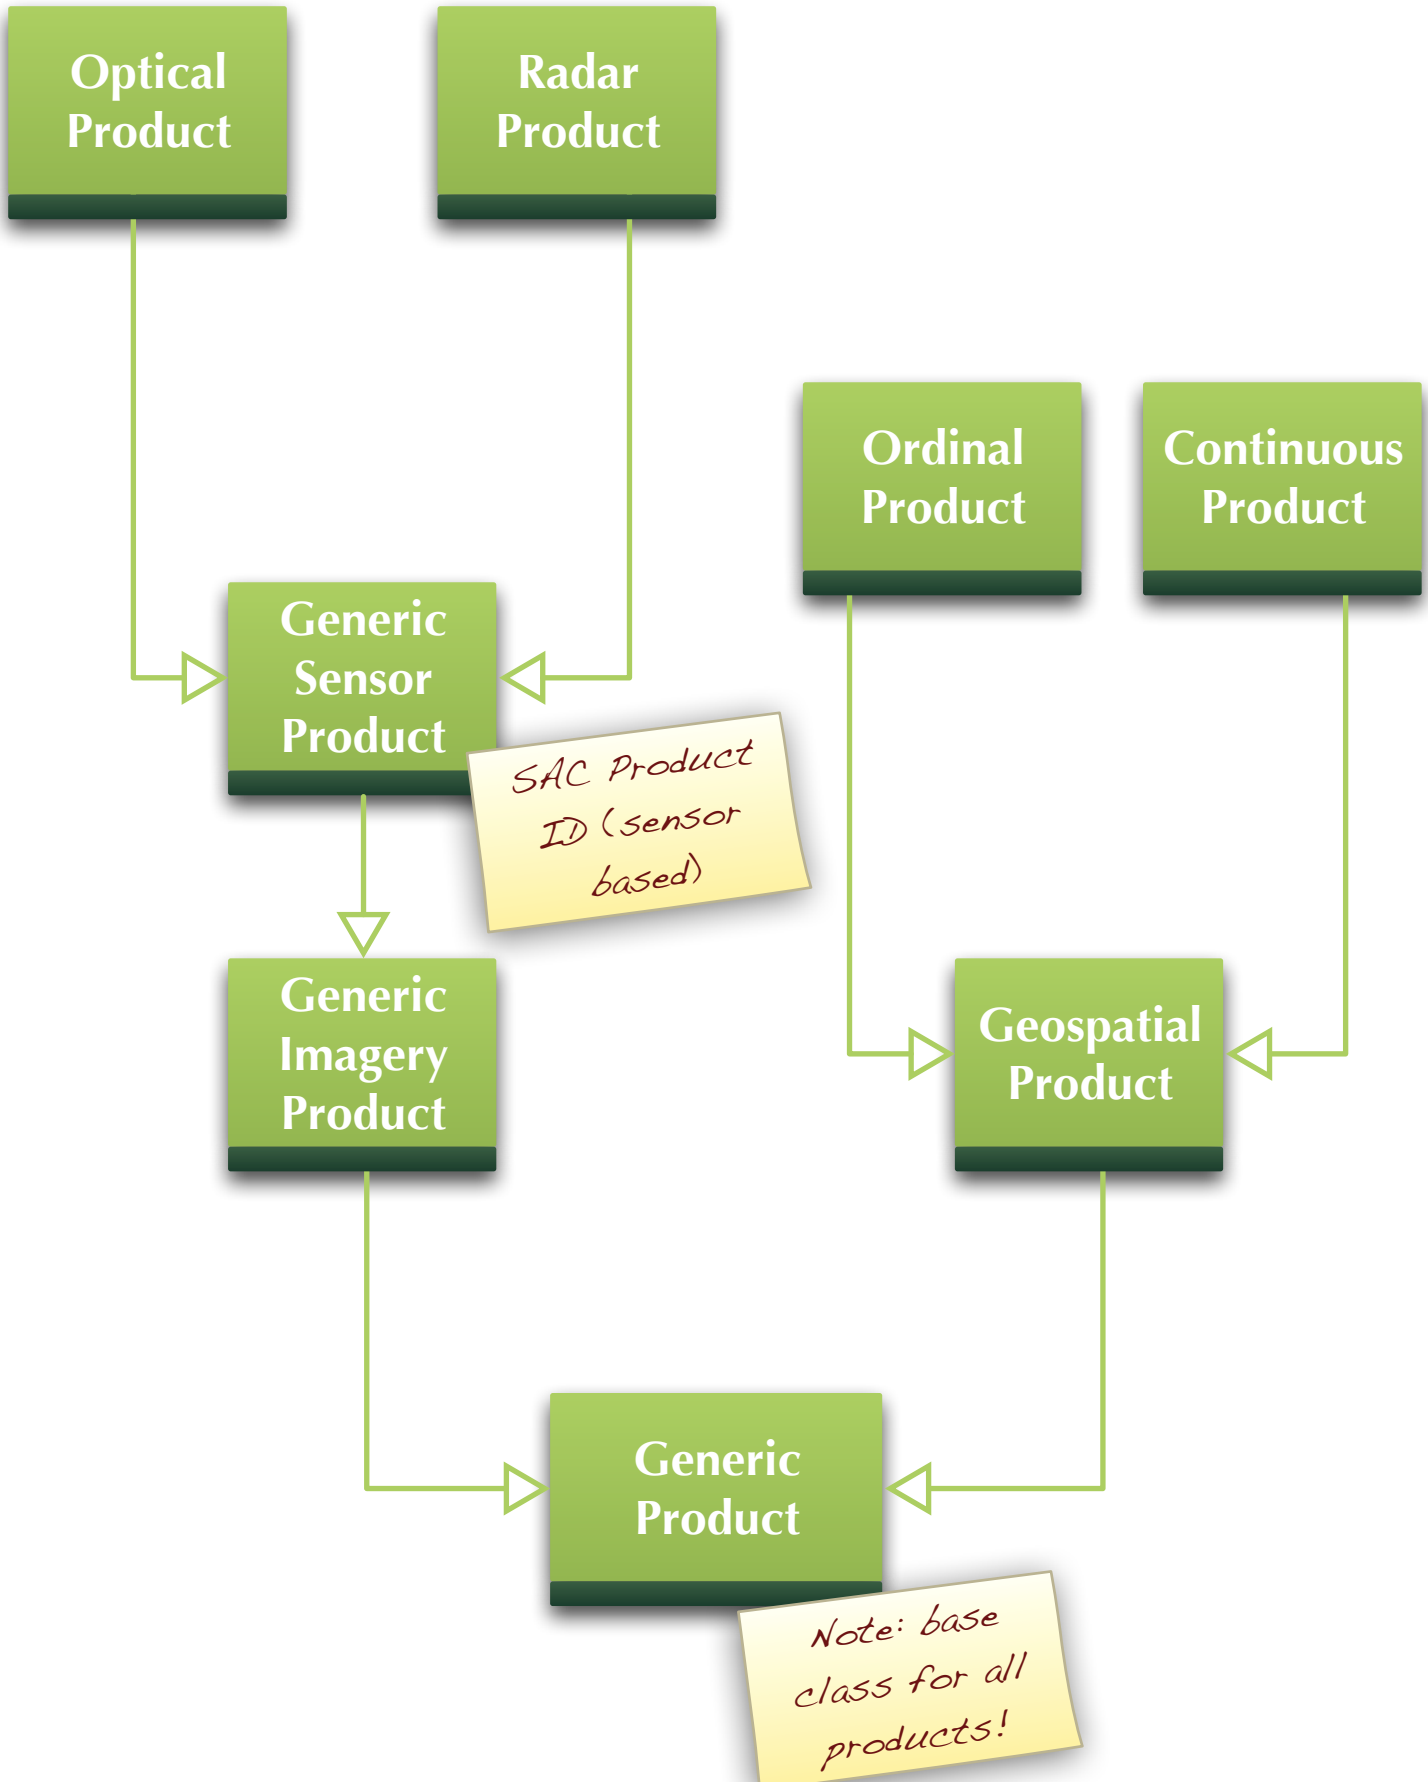 Optical
Product
Radar
Product
Ordinal
Product
Continuous
Product
Generic
Sensor
Product
SAC Product
ID (sensor
based)
Generic
Imagery
Product
Geospatial
Product
Generic
Product
Note: base
class for all
products!